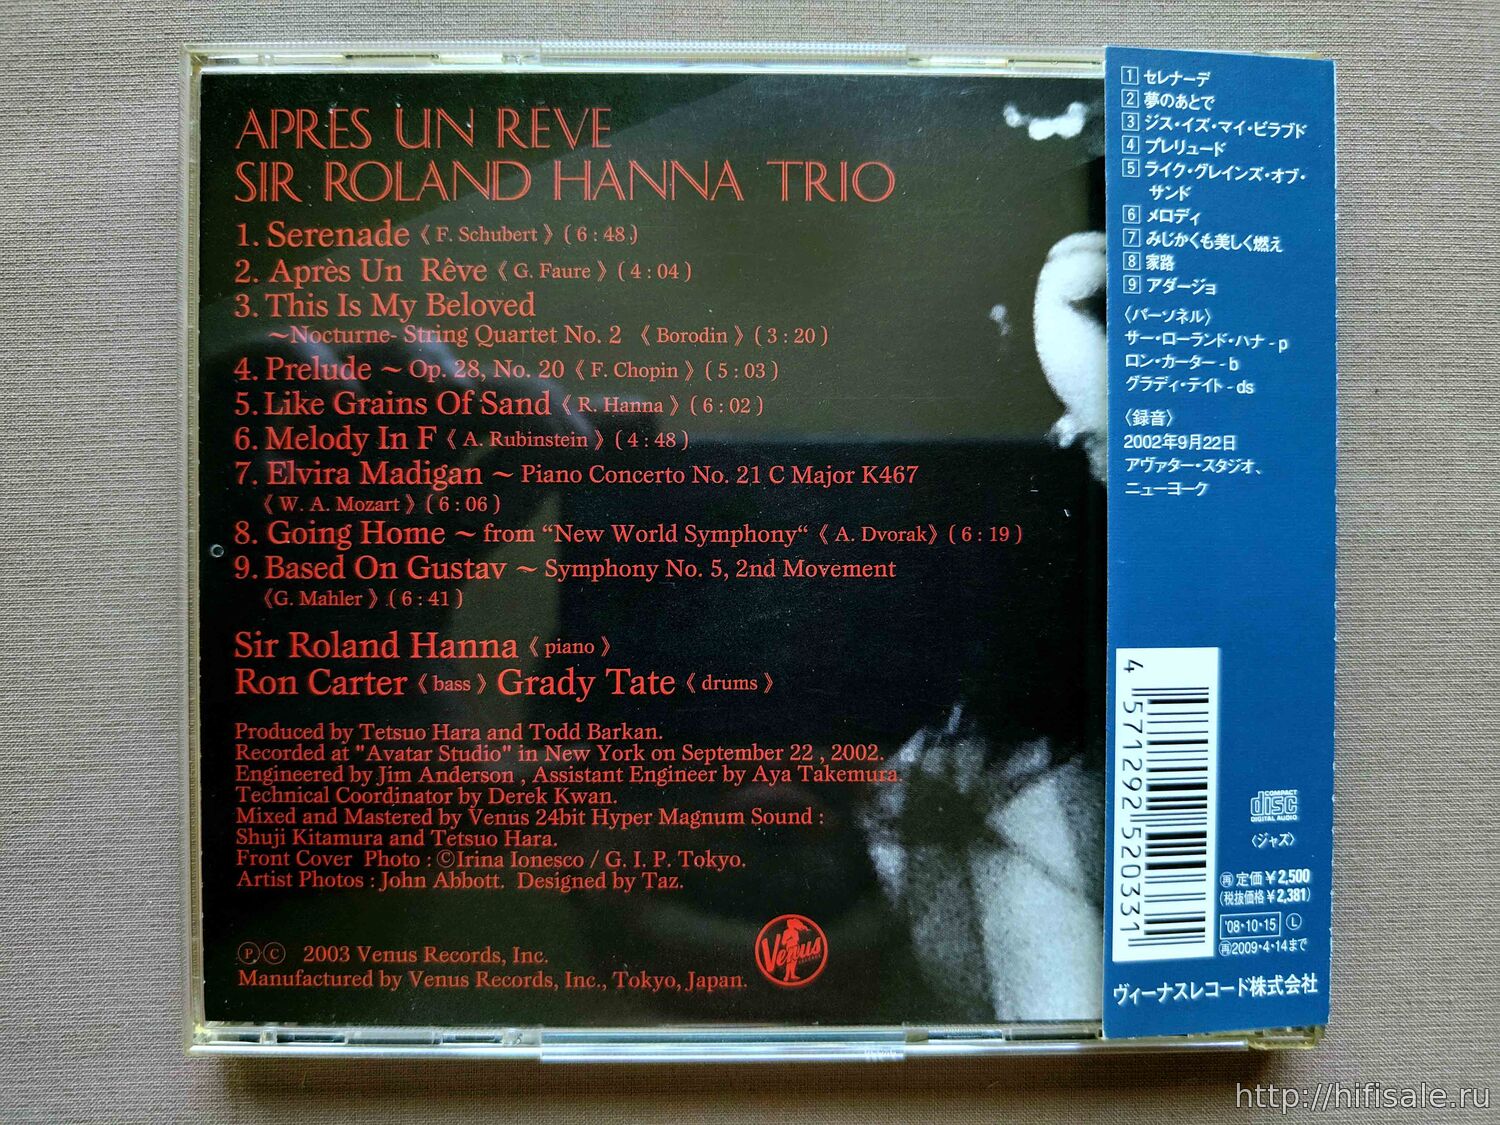 APRES UN REVE
SIR ROLAND HANNA TRIO
1. Serenade《 F. Schubert 》( 6 : 48 )
2. Après Un Rêve《 G. Faure 》( 4 : 04 )
3. This Is My Beloved
~Nocturne- String Quartet No. 2 《 Borodin 》( 3 : 20 )
4. Prelude ~ Op. 28, No. 20《 F. Chopin 》( 5 : 03 )
5. Like Grains Of Sand《 R. Hanna 》( 6 : 02 )
6. Melody In F《 A. Rubinstein 》( 4 : 48 )
7. Elvira Madigan ~ Piano Concerto No. 21 C Major K467
《 W. A. Mozart 》( 6 : 06 )
8. Going Home ~ from “New World Symphony“《 A. Dvorak》( 6 : 19 )
9. Based On Gustav ~ Symphony No. 5, 2nd Movement
《G. Mahler 》( 6 : 41 )
Sir Roland Hanna《 piano 》
Ron Carter《 bass 》Grady Tate《 drums 》
Produced by Tetsuo Hara and Todd Barkan.
Recorded at "Avatar Studio" in New York on September 22 , 2002.
Engineered by Jim Anderson , Assistant Engineer by Aya Takemura.
Technical Coordinator by Derek Kwan.
Mixed and Mastered by Venus 24bit Hyper Magnum Sound :
Shuji Kitamura and Tetsuo Hara.
Front Cover Photo : ©Irina Ionesco / G. I. P. Tokyo.
Artist Photos : John Abbott. Designed by Taz.
Ⓟ Ⓒ 2003 Venus Records, Inc.
Manufactured by Venus Records, Inc., Tokyo, Japan.
Venus
1 セレナーデ
2 夢のあとで
3 ジス・イズ・マイ・ビラブド
4 プレリュード
5 ライク・グレインズ・オブ・
サンド
6 メロディ
7 みじかくも美しく燃え
8 家路
9 アダージョ
〈パーソネル〉
サー・ローランド・ハナ - p
ロン・カーター - b
グラディ・テイト - ds
〈録音〉
2002年9月22日
アヴァター・スタジオ、
ニューヨーク
4 571292 520331
COMPACT
disc
DIGITAL AUDIO
〈ジャズ〉
再 定価¥2,500
(税抜価格¥2,381)
'08・10・15 Ⓛ
再2009・4・14まで
ヴィーナスレコード株式会社
http://hifisale.ru